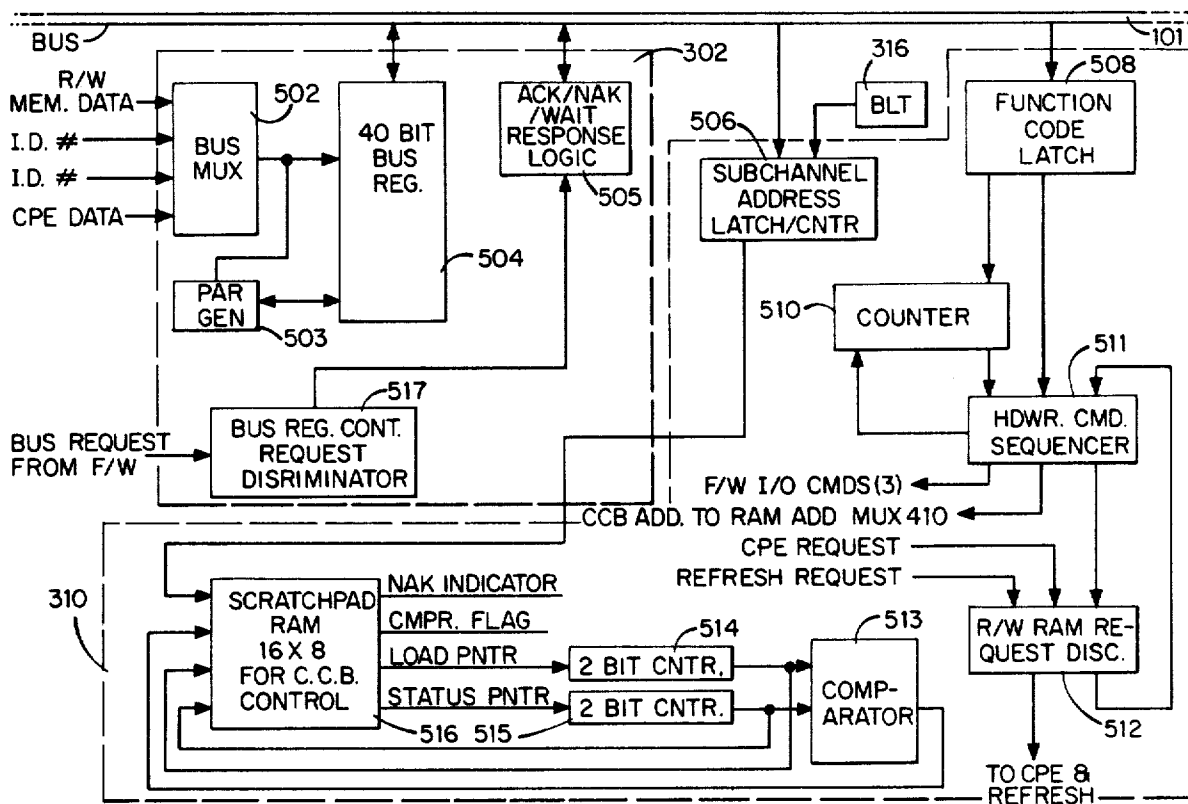 BUS
101
302
R/W
MEM. DATA
I.D. #
I.D. #
CPE DATA
502
BUS
MUX
40 BIT
BUS
REG.
504
PAR
GEN
503
ACK/NAK
/WAIT
RESPONSE
LOGIC
505
316
BLT
506
SUBCHANNEL
ADDRESS
LATCH/CNTR
508
FUNCTION
CODE
LATCH
510
COUNTER
511
HDWR. CMD.
SEQUENCER
517
BUS REG. CONT.
REQUEST
DISRIMINATOR
BUS REQUEST
FROM F/W
F/W I/O CMDS(3)
CCB ADD. TO RAM ADD MUX 410
CPE REQUEST
REFRESH REQUEST
310
SCRATCHPAD
RAM
16 X 8
FOR C.C.B.
CONTROL
516
NAK INDICATOR
CMPR. FLAG
LOAD PNTR
STATUS PNTR
514
2 BIT CNTR.
2 BIT CNTR.
515
513
COMP-
ARATOR
R/W RAM RE-
QUEST DISC.
512
TO CPE &
REFRESH